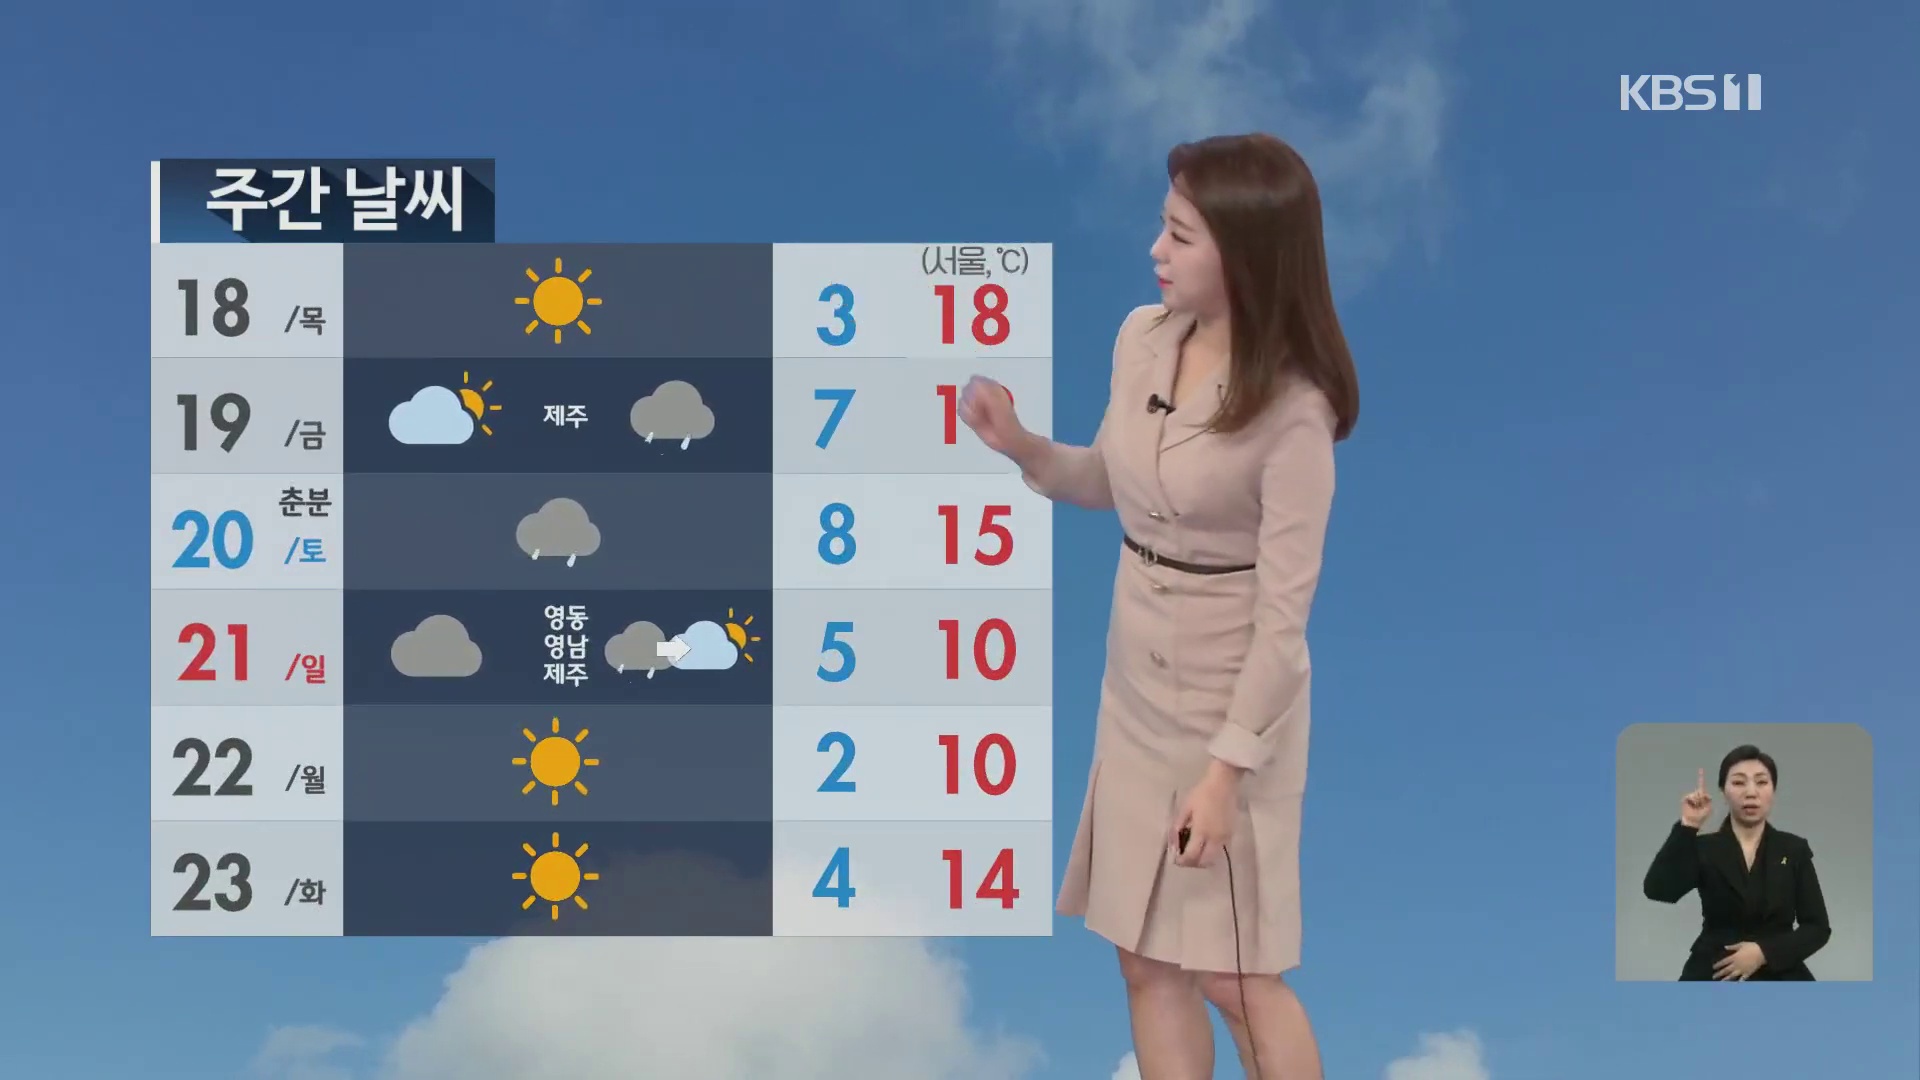 KBS 1
주간 날씨
(서울, ℃)
18 /목 3 18
19 /금 제주 7
20 춘분 /토 8 15
21 /일 영동 영남 제주 5 10
22 /월 2 10
23 /화 4 14